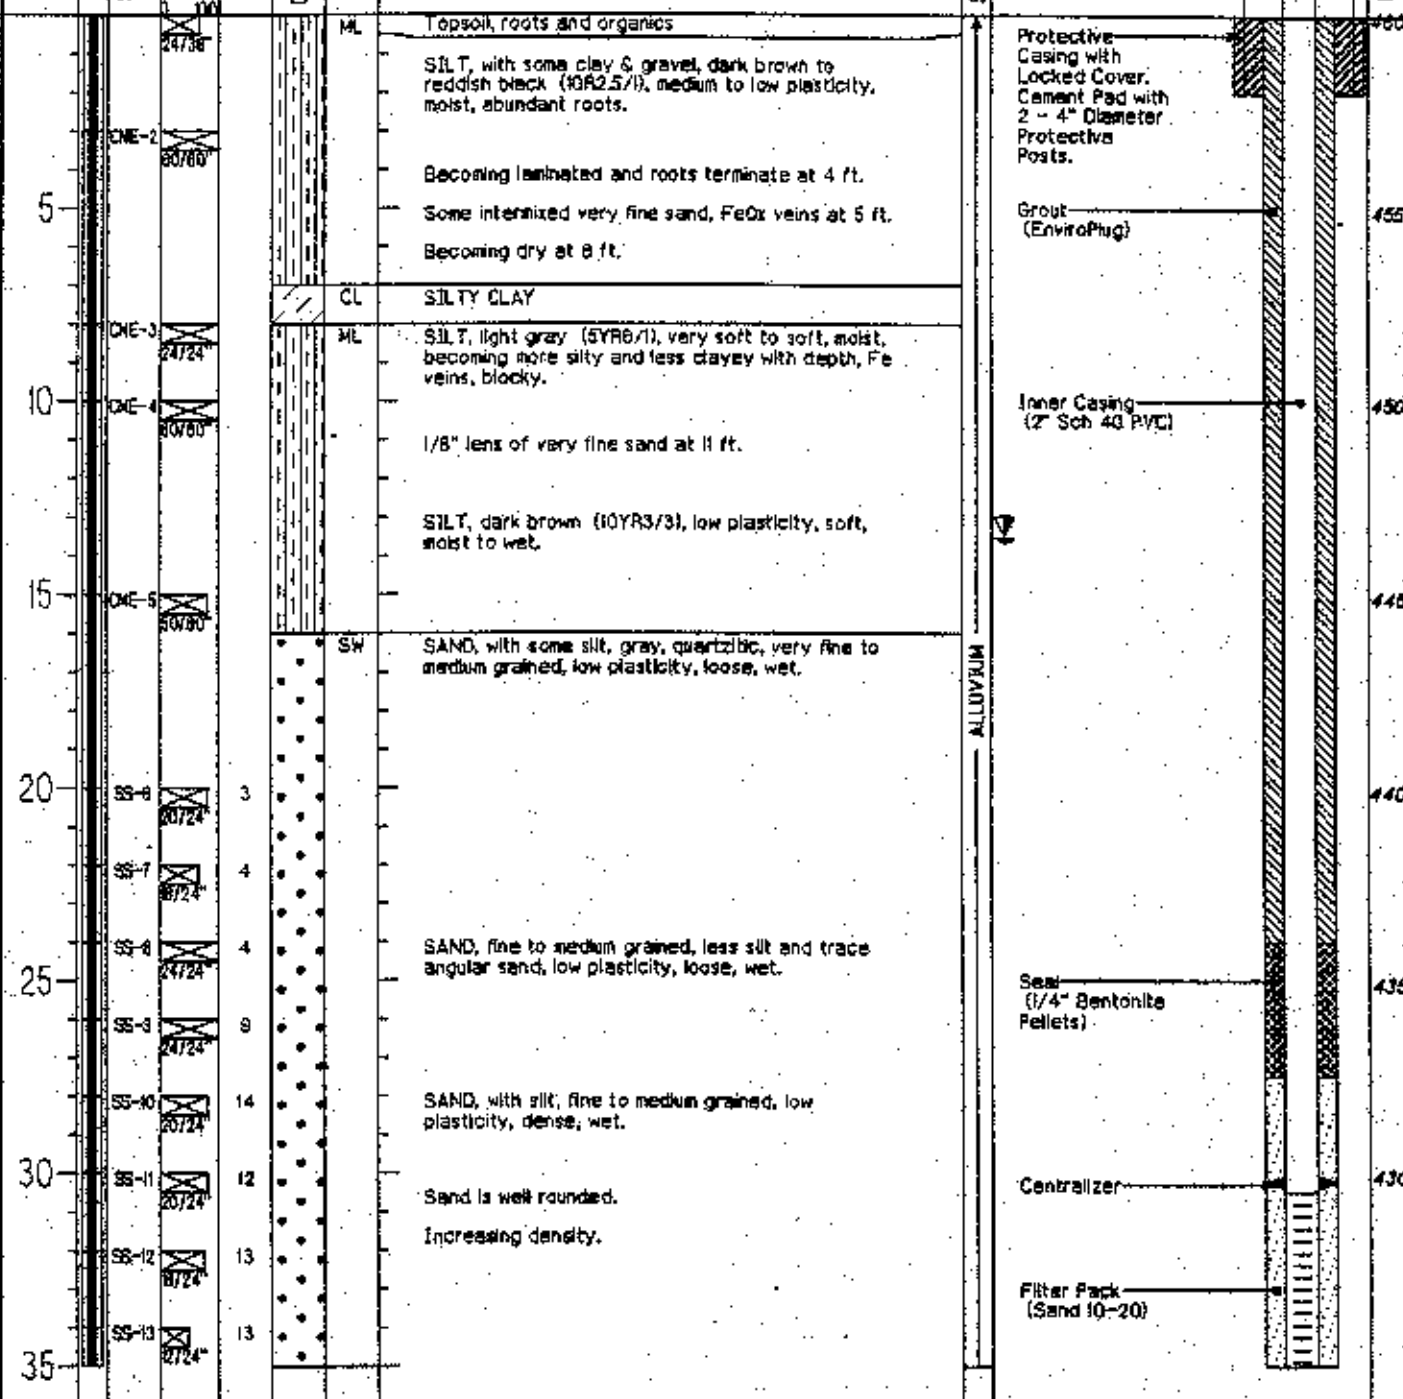 0 100
ML Topsoil, roots and organics
24/36"
SILT, with some clay & gravel, dark brown to
reddish black (10R2.5/1), medium to low plasticity,
moist, abundant roots.
CME-2
60/60"
Becoming laminated and roots terminate at 4 ft.
5
Some intermixed very fine sand, FeOx veins at 5 ft.
Becoming dry at 6 ft.
CL SILTY CLAY
CME-3
24/24"
ML SILT, light gray (5YR6/1), very soft to soft, moist,
becoming more silty and less clayey with depth, Fe
veins, blocky.
10
CME-4
60/60"
1/8" lens of very fine sand at 11 ft.
SILT, dark brown (10YR3/3), low plasticity, soft,
moist to wet.
15
CME-5
50/60"
SW SAND, with some silt, gray, quartzitic, very fine to
medium grained, low plasticity, loose, wet.
20
SS-6 3
20/24"
SS-7 4
18/24"
SS-8 4
24/24"
SAND, fine to medium grained, less silt and trace
angular sand, low plasticity, loose, wet.
25
SS-9
24/24"
SS-10 14
20/24"
SAND, with silt, fine to medium grained, low
plasticity, dense, wet.
30
SS-11 12
20/24"
Sand is well rounded.
Increasing density.
SS-12 13
18/24"
SS-13 13
12/24"
35
ALLUVIUM
Protective
Casing with
Locked Cover.
Cement Pad with
2 - 4" Diameter
Protective
Posts.
Grout
(EnviroPlug)
Inner Casing
(2" Sch 40 PVC)
Seal
(1/4" Bentonite
Pellets)
Centralizer
Filter Pack
(Sand 10-20)
460
455
450
445
440
435
430